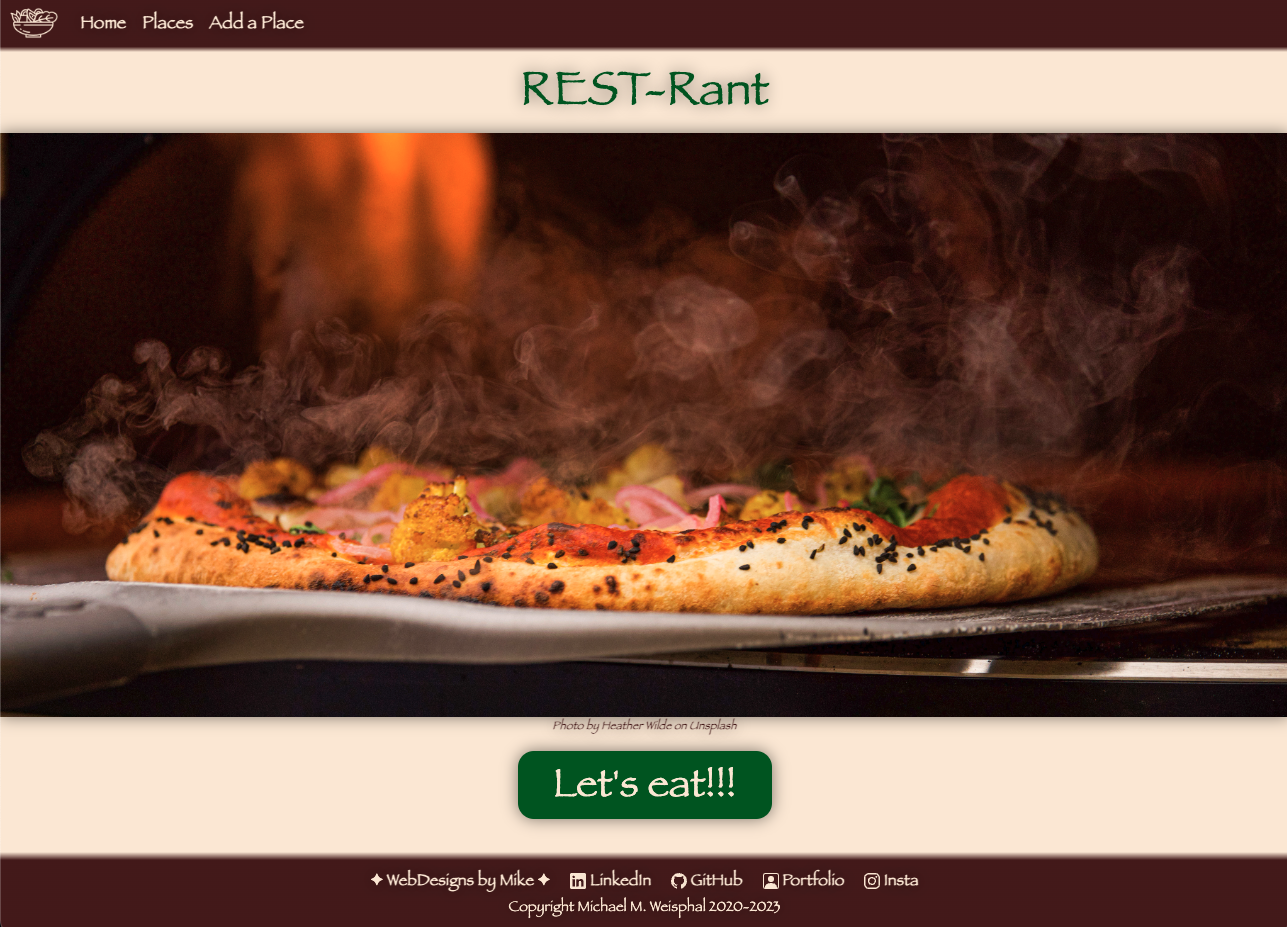 Home Places Add a Place
REST-Rant
Photo by Heather Wilde on Unsplash
Let's eat!!!
✦ WebDesigns by Mike ✦ LinkedIn GitHub Portfolio Insta
Copyright Michael M. Weisphal 2020-2023